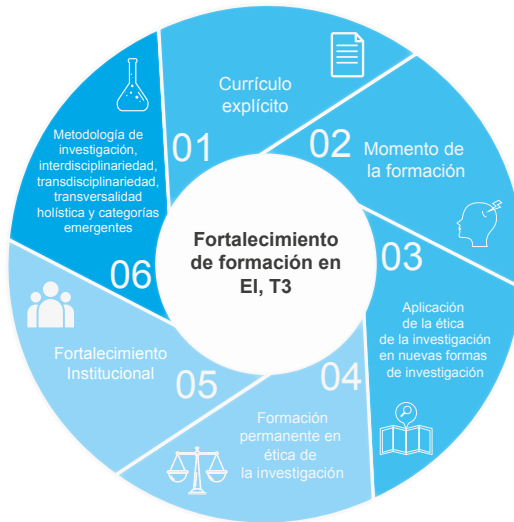 Currículo
explícito
01
02
Momento de
la formación
03
Aplicación
de la ética
de la investigación
en nuevas formas
de investigación
04
Formación
permanente en
ética de
la investigación
05
Fortalecimiento
Institucional
06
Metodología de
investigación,
interdisciplinariedad,
transdisciplinariedad,
transversalidad
holística y categorías
emergentes
Fortalecimiento
de formación en
EI, T3